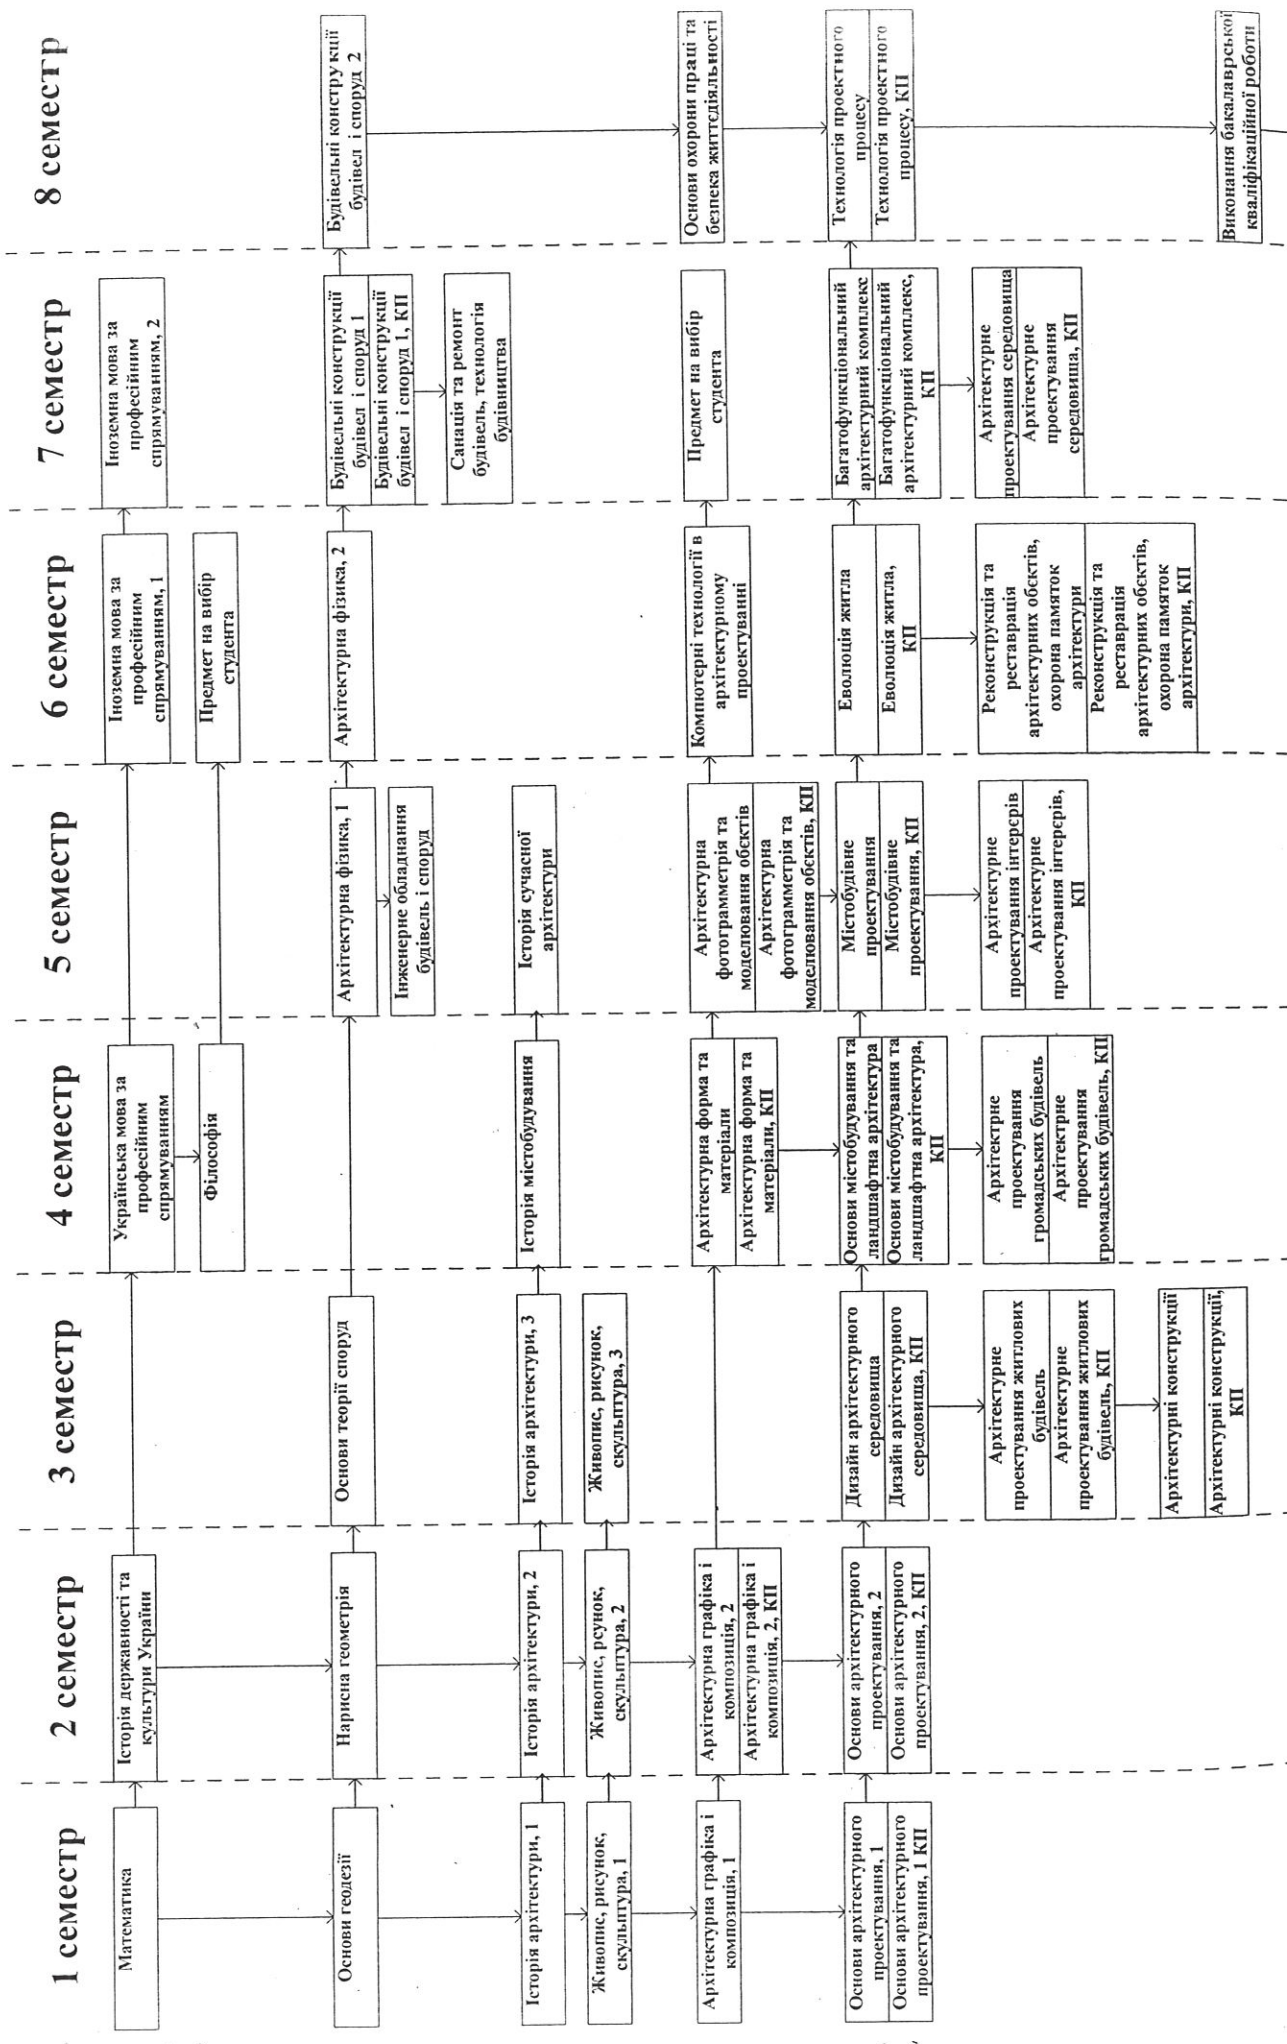 1 семестр
Математика
Основи геодезії
Історія архітектури, 1
Живопис, рисунок,
скульптура, 1
Архітектурна графіка і
композиція, 1
Основи архітектурного
проектування, 1
Основи архітектурного
проектування, 1 КП
2 семестр
Історія державності та
культури України
Нарисна геометрія
Історія архітектури, 2
Живопис, рсунок,
скульптура, 2
Архітектурна графіка і
композиція, 2
Архітектурна графіка і
композиція, 2, КП
Основи архітектурного
проектування, 2
Основи архітектурного
проектування, 2, КП
3 семестр
Основи теорії споруд
Історія архітектури, 3
Живопис, рисунок,
скульптура, 3
Дизайн архітектурного
середовища
Дизайн архітектурного
середовища, КП
Архітектурне
проектування житлових
будівель
Архітектурне
проектування житлових
будівель, КП
Архітектурні конструкції
Архітектурні конструкції,
КП
4 семестр
Українська мова за
професійним
спрямуванням
Філософія
Історія містобудування
Архітектурна форма та
матеріали
Архітектурна форма та
матеріали, КП
Основи містобудування та
ландшафтна архітектура
Основи містобудування та
ландшафтна архітектура,
КП
Архітектрне
проектування
громадських будівель
Архітектрне
проектування
громадських будівель, КП
5 семестр
Архітектурна фізика, 1
Інженерне обладнання
будівель і споруд
Історія сучасної
архітектури
Архітектурна
фотограмметрія та
моделювання обєктів
Архітектурна
фотограмметрія та
моделювання обєктів, КП
Містобудівне
проектування
Містобудівне
проектування, КП
Архітектурне
проектування інтерєрів
Архітектурне
проектування інтерєрів,
КП
6 семестр
Іноземна мова за
професійним
спрямуванням, 1
Предмет на вибір
студента
Архітектурна фізика, 2
Компютерні технології в
архітектурному
проектуванні
Еволюція житла
Еволюція житла,
КП
Реконструкція та
реставрація
архітектурних обєктів,
охорона памяток
архітектури
Реконструкція та
реставрація
архітектурних обєктів,
охорона памяток
архітектури, КП
7 семестр
Іноземна мова за
професійним
спрямуванням, 2
Будівельні конструкції
будівел і споруд 1
Будівельні конструкції
будівел і споруд 1, КП
Санація та ремонт
будівель, технологія
будівництва
Предмет на вибір
студента
Багатофункціональний
архітектурний комплекс
Багатофункціональний
архітектурний комплекс,
КП
Архітектурне
проектування середовища
Архітектурне
проектування
середовища, КП
8 семестр
Будівельні конструкції
будівел і споруд 2
Основи охорони праці та
безпека життєдіяльності
Технологія проектного
процесу
Технологія проектного
процесу, КП
Виконання бакалаврської
кваліфікаційної роботи